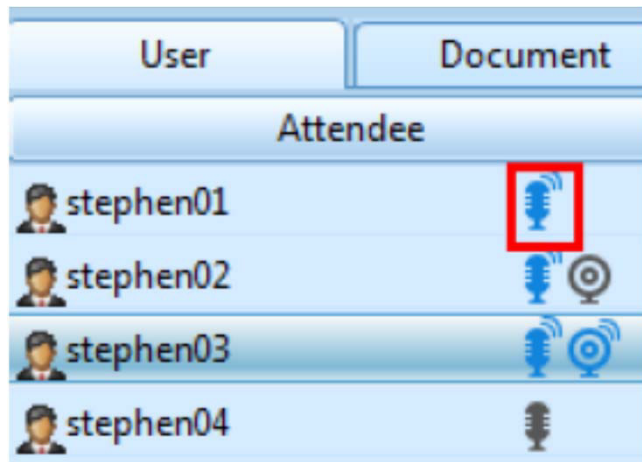 User Document
Attendee
stephen01
stephen02
stephen03
stephen04